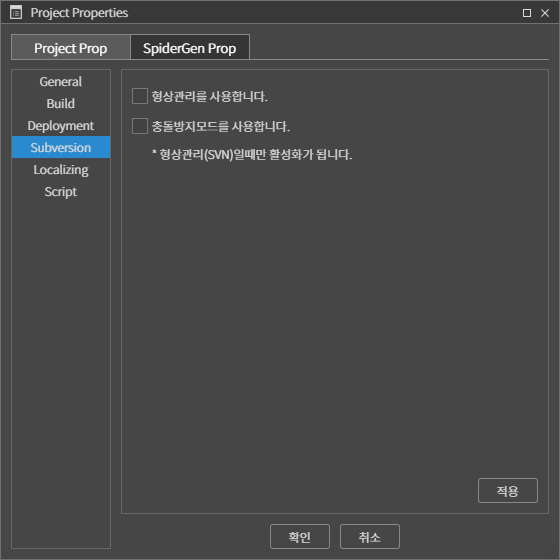 Project Properties
Project Prop
SpiderGen Prop
General
Build
Deployment
Subversion
Localizing
Script
형상관리를 사용합니다.
충돌방지모드를 사용합니다.
* 형상관리(SVN)일때만 활성화가 됩니다.
적용
확인
취소